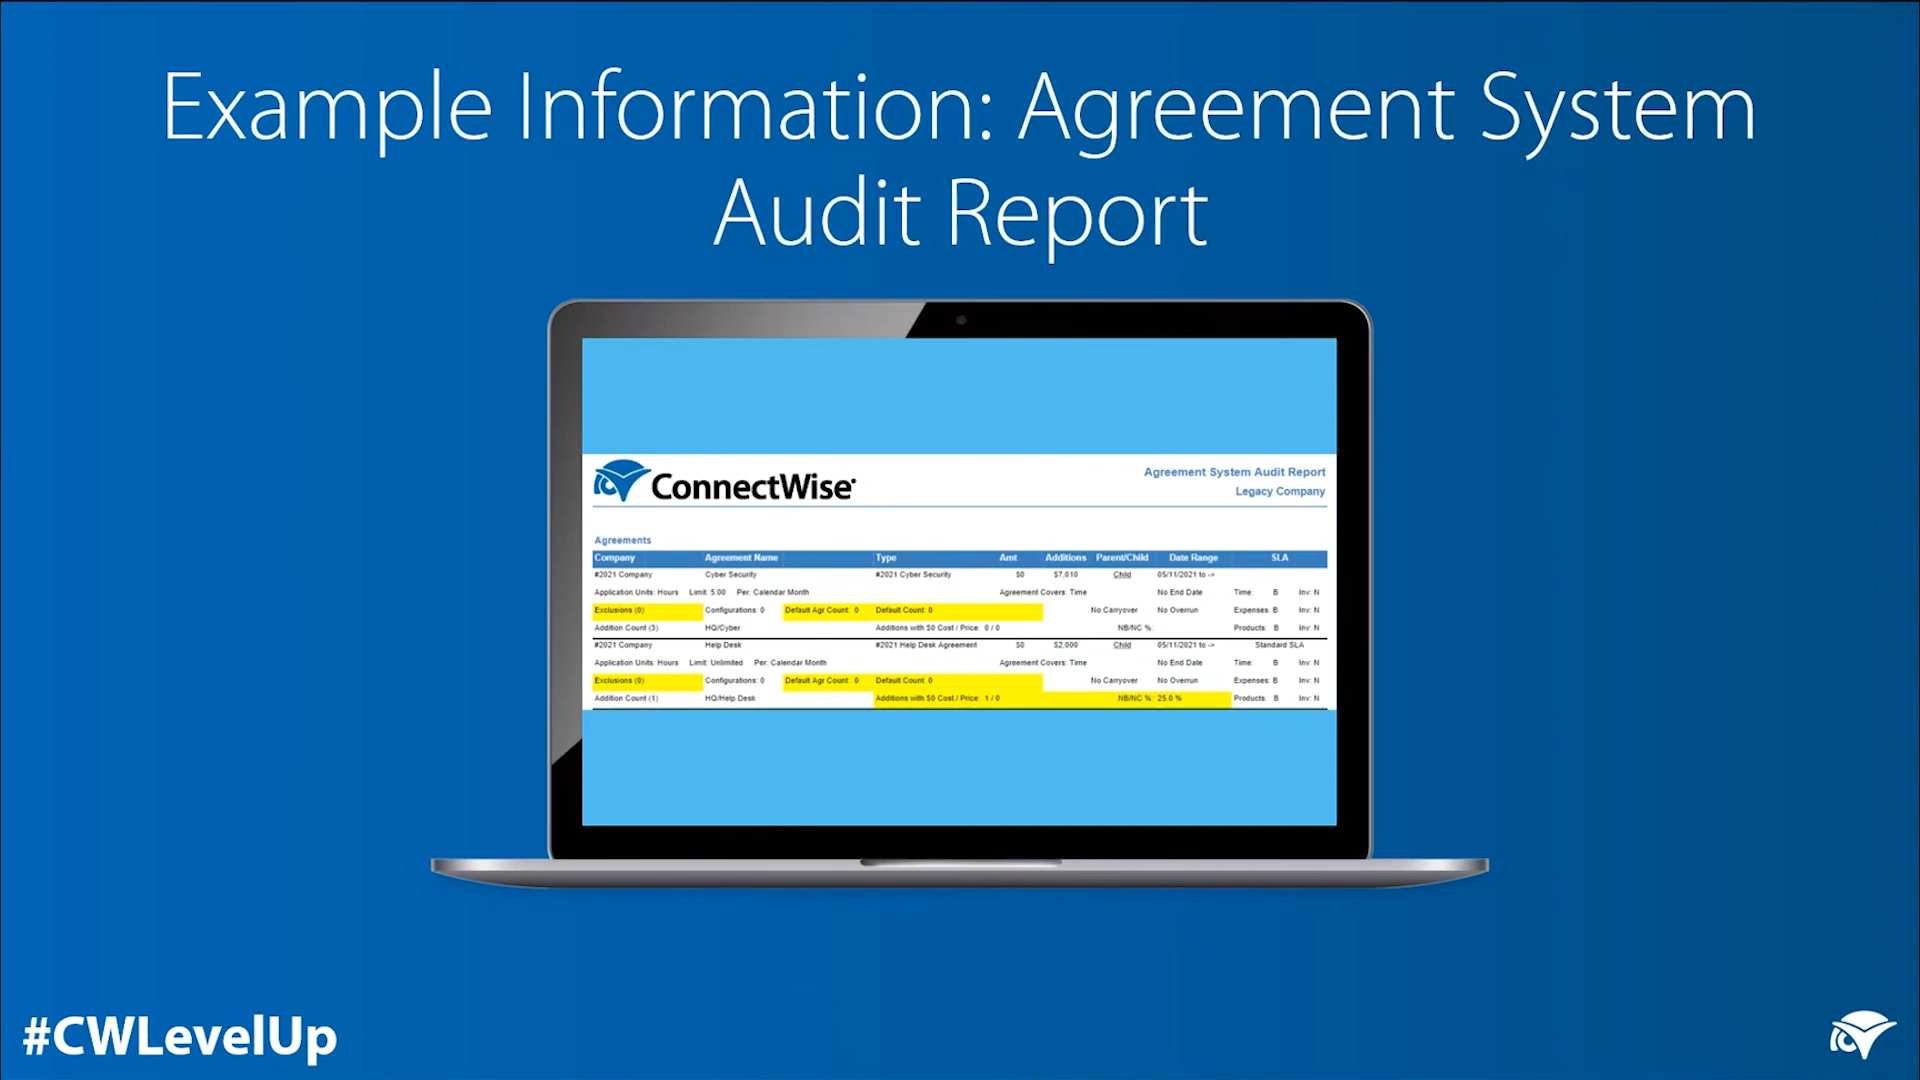 Example Information: Agreement System
Audit Report
ConnectWise
Agreement System Audit Report
Legacy Company
Agreements
Company Agreement Name Type Amt Additions Parent/Child Date Range SLA
#2021 Company Cyber Security #2021 Cyber Security $0 $7,010 Child 05/11/2021 to ->
Application Units: Hours Limit: 5.00 Per: Calendar Month Agreement Covers: Time No End Date Time: B Inv: N
Exclusions (0) Configurations: 0 Default Agr Count: 0 Default Count: 0 No Carryover No Overrun Expenses: B Inv: N
Addition Count (3) HQ/Cyber Additions with $0 Cost / Price: 0 / 0 NB/NC %: Products: B Inv: N
#2021 Company Help Desk #2021 Help Desk Agreement $0 $2,000 Child 05/11/2021 to -> Standard SLA
Application Units: Hours Limit: Unlimited Per: Calendar Month Agreement Covers: Time No End Date Time: B Inv: N
Exclusions (0) Configurations: 0 Default Agr Count: 0 Default Count: 0 No Carryover No Overrun Expenses: B Inv: N
Addition Count (1) HQ/Help Desk Additions with $0 Cost / Price: 1 / 0 NB/NC %: 25.0 % Products: B Inv: N
#CWLevelUp